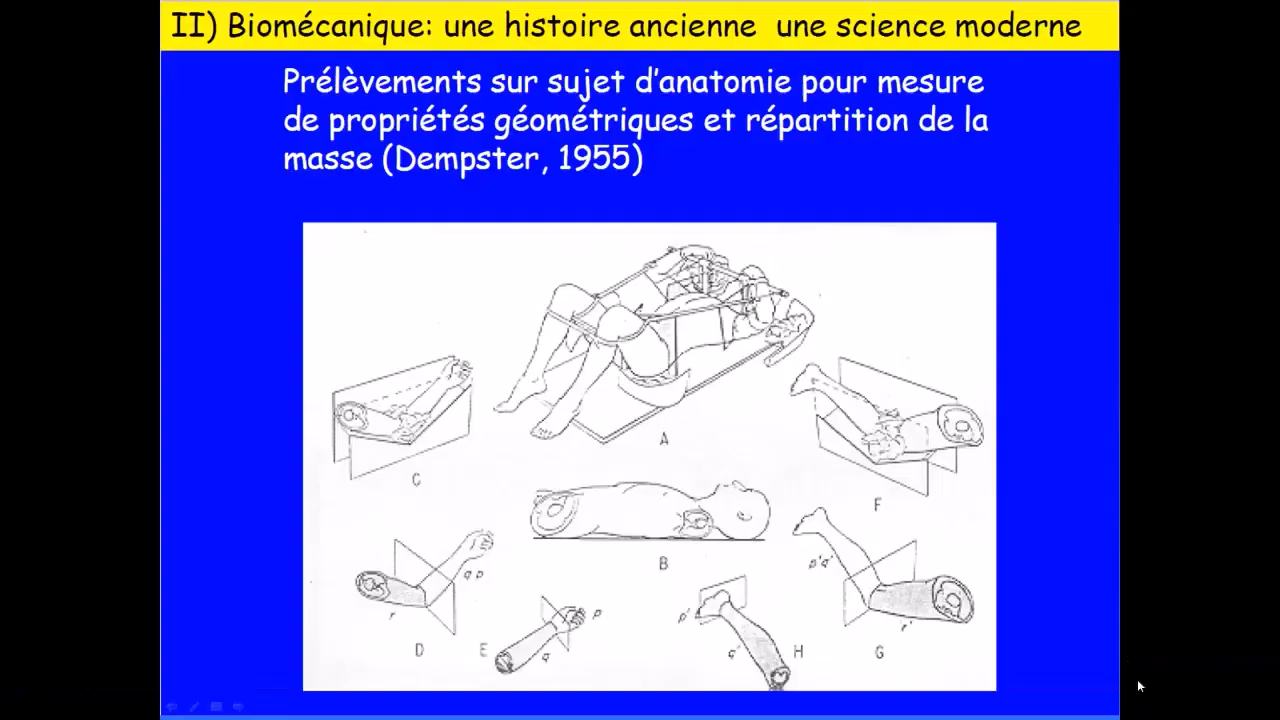 II) Biomécanique: une histoire ancienne une science moderne
Prélèvements sur sujet d'anatomie pour mesure
de propriétés géométriques et répartition de la
masse (Dempster, 1955)
A
C
F
B
p'q'
q p
r
p
p'
r'
D
E
q
q'
H
G